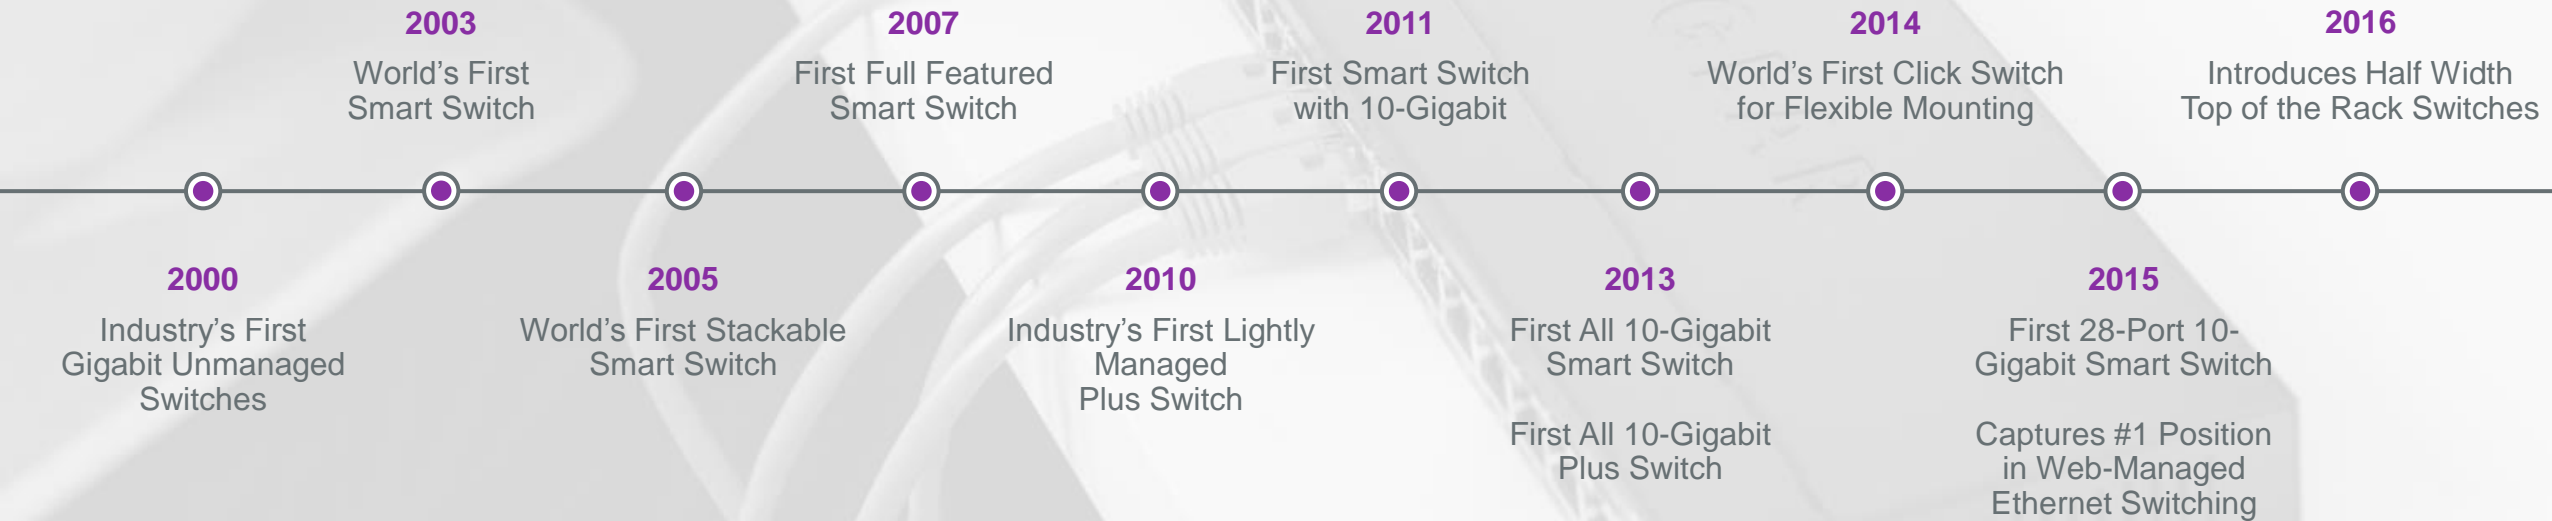 2003
World's First
Smart Switch
2007
First Full Featured
Smart Switch
2011
First Smart Switch
with 10-Gigabit
2014
World's First Click Switch
for Flexible Mounting
2016
Introduces Half Width
Top of the Rack Switches
2000
Industry's First
Gigabit Unmanaged
Switches
2005
World's First Stackable
Smart Switch
2010
Industry's First Lightly
Managed
Plus Switch
2013
First All 10-Gigabit
Smart Switch
First All 10-Gigabit
Plus Switch
2015
First 28-Port 10-
Gigabit Smart Switch
Captures #1 Position
in Web-Managed
Ethernet Switching